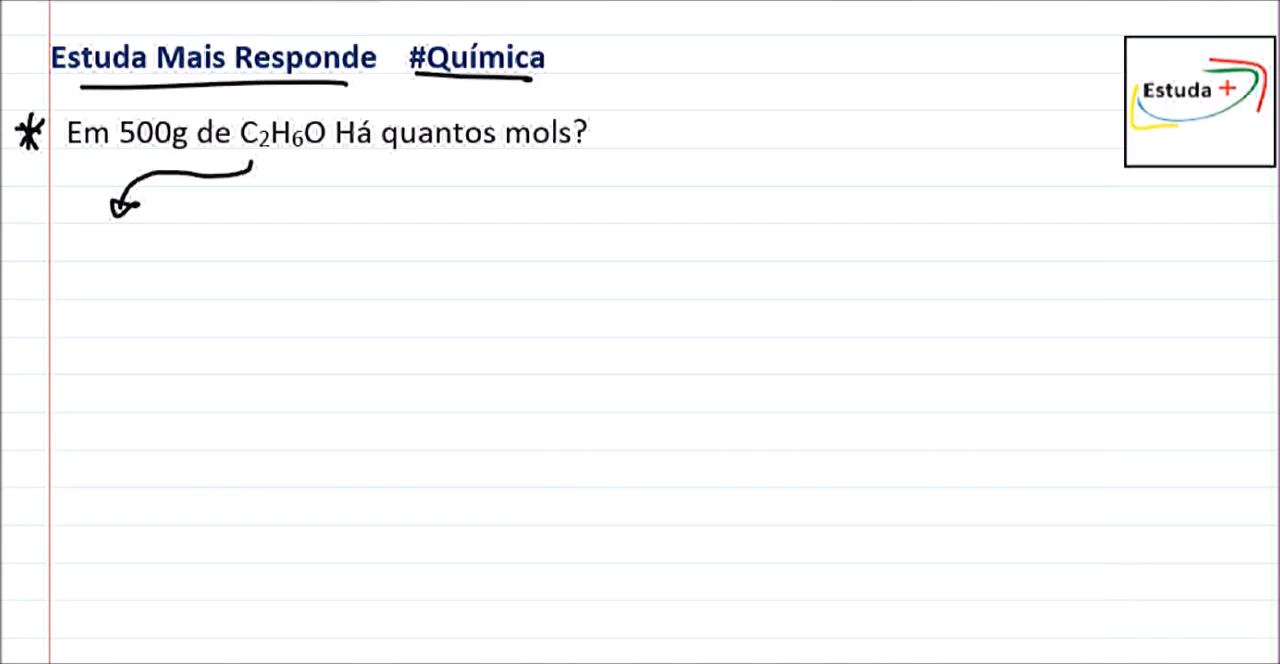 Estuda Mais Responde #Química
Estuda +
* Em 500g de C₂H₆O Há quantos mols?